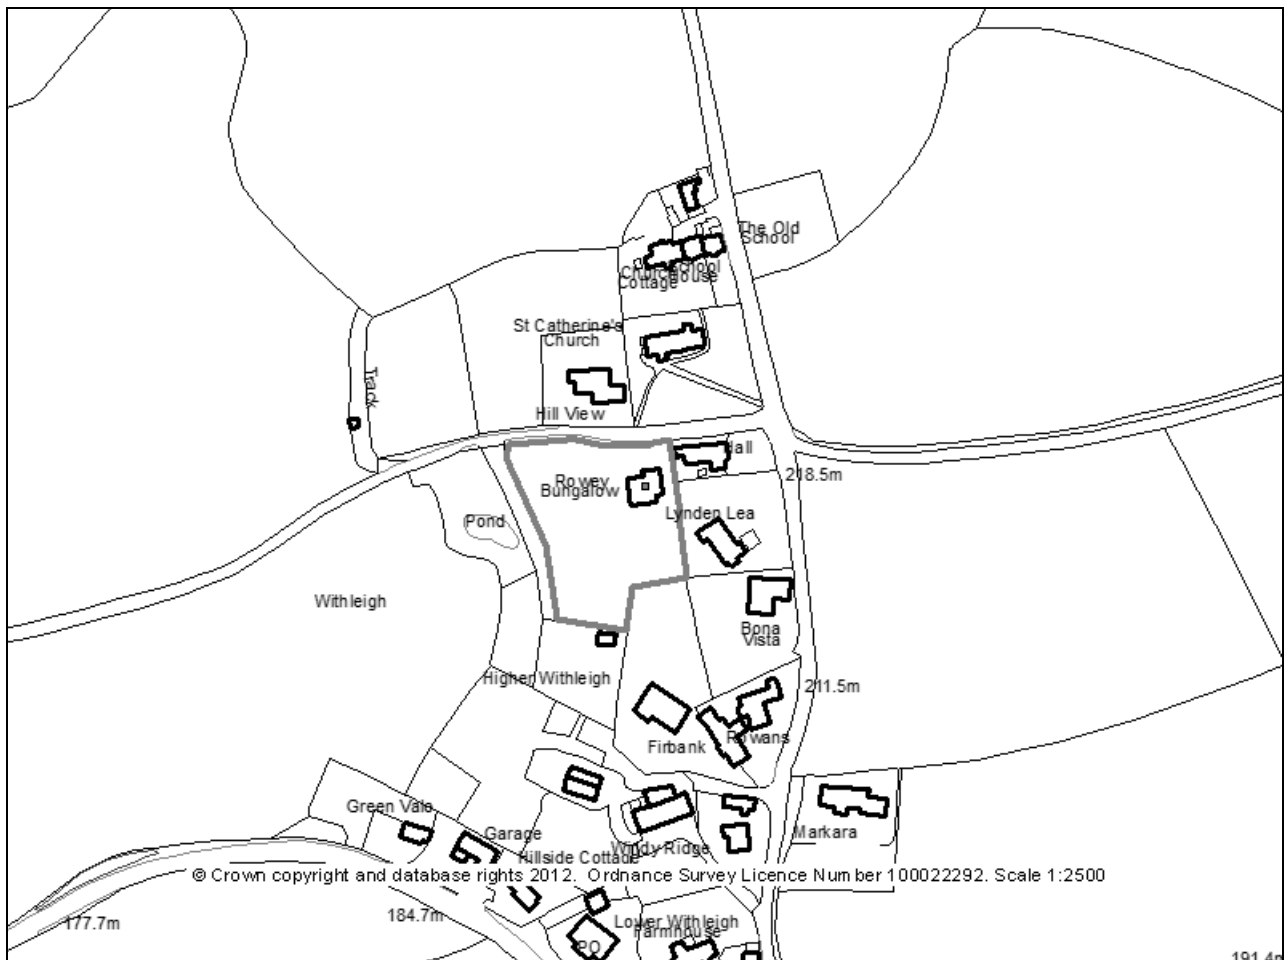 The Old
School
School
House
Church
Cottage
St Catherine's
Church
Track
Hill View
Hall
218.5m
Rowey
Bungalow
Lynden Lea
Pond
Withleigh
Bona
Vista
Higher Withleigh
211.5m
Firbank
Rowans
Green Vale
Garage
Markara
Hillside Cottage
Windy Ridge
© Crown copyright and database rights 2012. Ordnance Survey Licence Number 100022292. Scale 1:2500
177.7m
184.7m
Lower Withleigh
Farmhouse
PO
191.4m